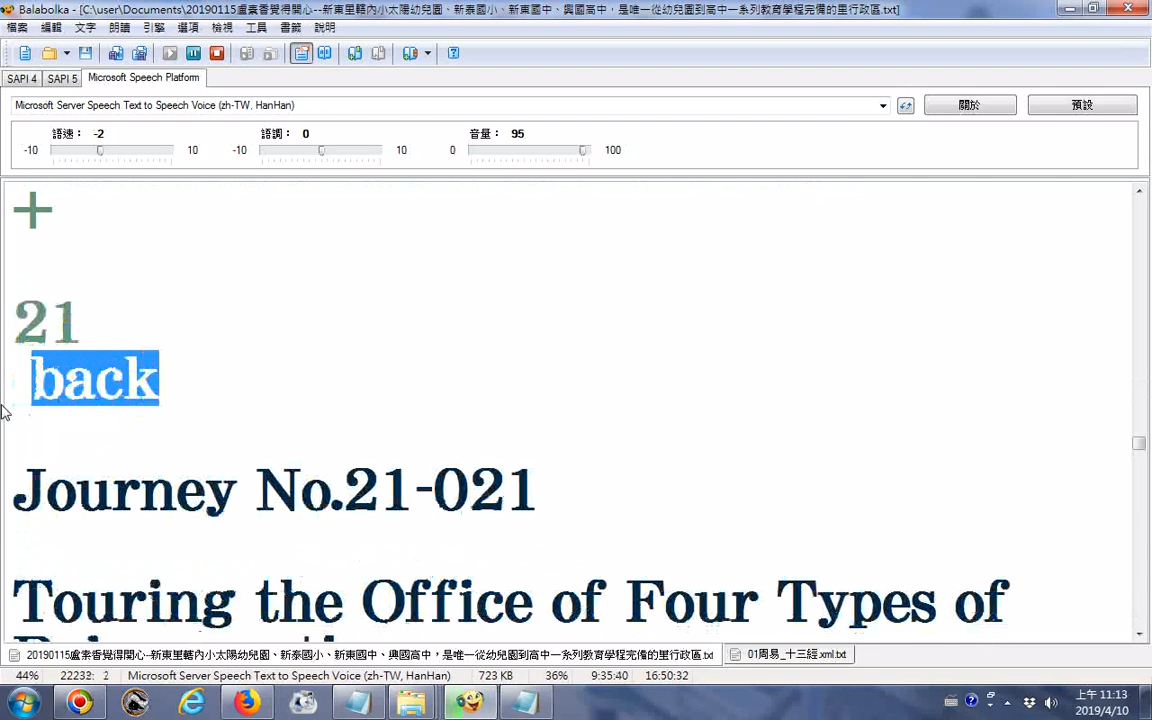 Balabolka - [C:\user\Documents\20190115盧素香覺得開心--新東里轄內小太陽幼兒園、新泰國小、新東國中、興國高中，是唯一從幼兒園到高中一系列教育學程完備的里行政區.txt]
檔案 編輯 文字 朗讀 引擎 選項 檢視 工具 書籤 說明
SAPI 4 SAPI 5 Microsoft Speech Platform
Microsoft Server Speech Text to Speech Voice (zh-TW, HanHan) 關於 預設
語速： -2 語調： 0 音量： 95
-10 10 -10 10 0 100
+
21
back
Journey No.21-021
Touring the Office of Four Types of
20190115盧素香覺得開心--新東里轄內小太陽幼兒園、新泰國小、新東國中、興國高中，是唯一從幼兒園到高中一系列教育學程完備的里行政區.txt 01周易_十三經.xml.txt
44% 22232: 2 Microsoft Server Speech Text to Speech Voice (zh-TW, HanHan) 723 KB 36% 9:35:40 16:50:32
上午 11:13
2019/4/10